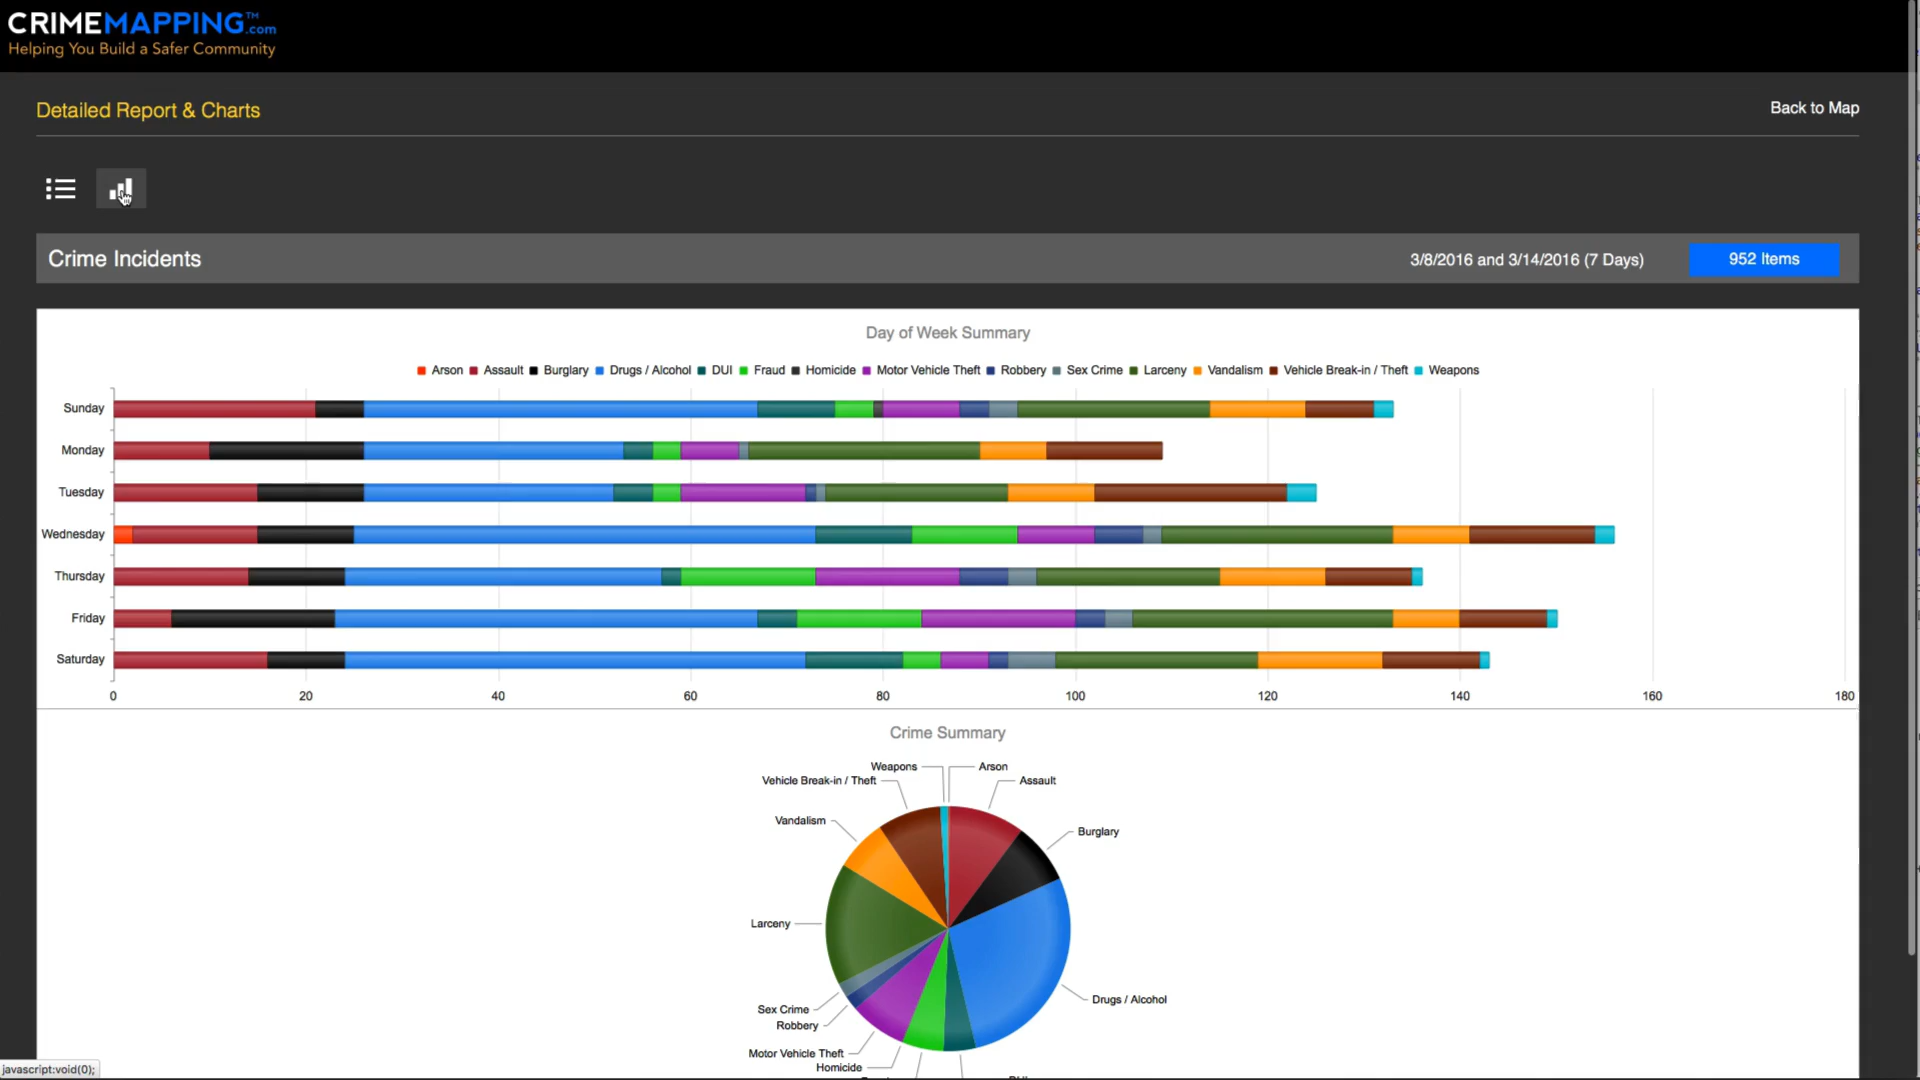 CRIMEMAPPING™.com
Helping You Build a Safer Community
Detailed Report & Charts
Back to Map
Crime Incidents
3/8/2016 and 3/14/2016 (7 Days)
952 Items
Day of Week Summary
Arson Assault Burglary Drugs / Alcohol DUI Fraud Homicide Motor Vehicle Theft Robbery Sex Crime Larceny Vandalism Vehicle Break-in / Theft Weapons
Sunday
Monday
Tuesday
Wednesday
Thursday
Friday
Saturday
0 20 40 60 80 100 120 140 160 180
Crime Summary
Weapons
Arson
Vehicle Break-in / Theft
Assault
Vandalism
Burglary
Larceny
Drugs / Alcohol
Sex Crime
Robbery
Motor Vehicle Theft
Homicide
javascript:void(0);